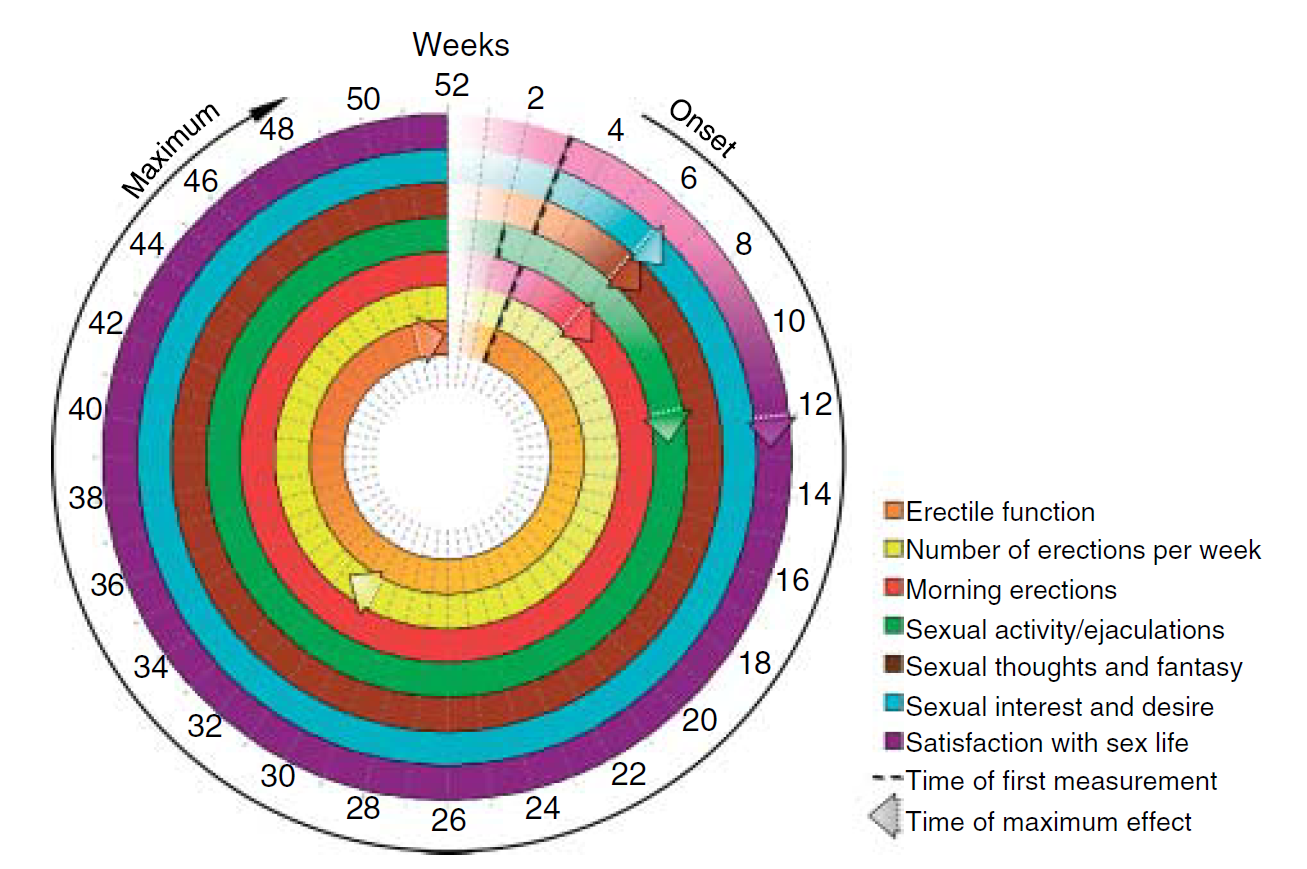 Weeks
52
2
4
6
8
10
12
14
16
18
20
22
24
26
28
30
32
34
36
38
40
42
44
46
48
50
Onset
Maximum
Erectile function
Number of erections per week
Morning erections
Sexual activity/ejaculations
Sexual thoughts and fantasy
Sexual interest and desire
Satisfaction with sex life
Time of first measurement
Time of maximum effect